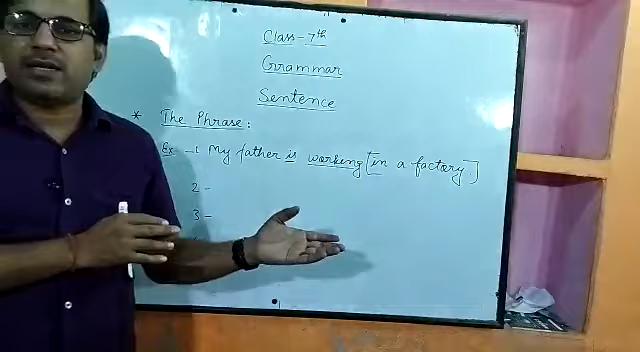 Class - 7th
Grammar
Sentence
* The Phrase :
Ex - 1 My father is working [in a factory]
2 -
3 -